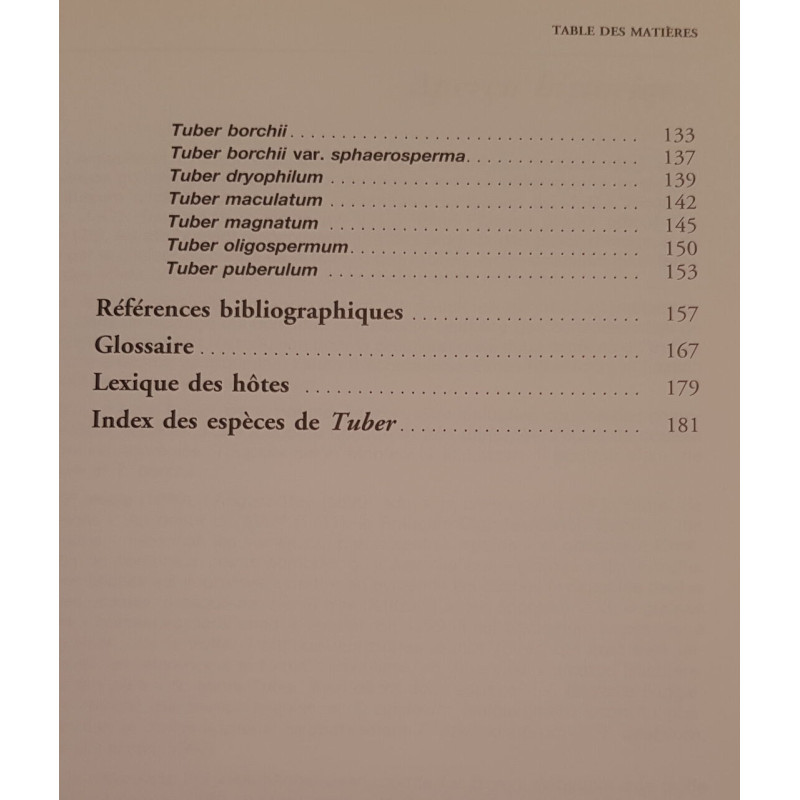 TABLE DES MATIÈRES
Tuber borchii. . . . . . . . . . . . . . . . . . . . . . . . . . . . . . . . . 133
Tuber borchii var. sphaerosperma. . . . . . . . . . . . . . . . . 137
Tuber dryophilum . . . . . . . . . . . . . . . . . . . . . . . . . . . . . 139
Tuber maculatum . . . . . . . . . . . . . . . . . . . . . . . . . . . . . 142
Tuber magnatum . . . . . . . . . . . . . . . . . . . . . . . . . . . . . 145
Tuber oligospermum. . . . . . . . . . . . . . . . . . . . . . . . . . . 150
Tuber puberulum . . . . . . . . . . . . . . . . . . . . . . . . . . . . . 153
Références bibliographiques . . . . . . . . . . . . . . . . . . . . . . 157
Glossaire . . . . . . . . . . . . . . . . . . . . . . . . . . . . . . . . . . . . . . . 167
Lexique des hôtes . . . . . . . . . . . . . . . . . . . . . . . . . . . . . . 179
Index des espèces de Tuber . . . . . . . . . . . . . . . . . . . . . . . 181